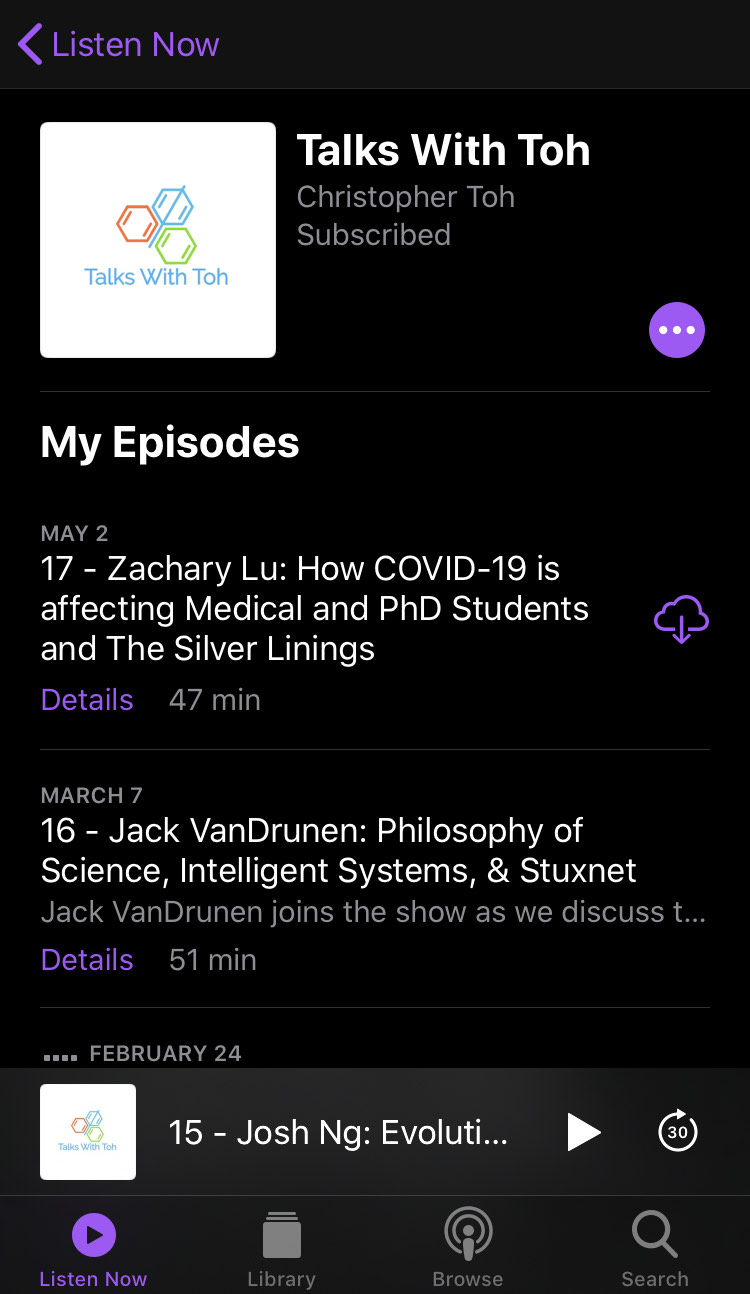 Listen Now
Talks With Toh
Talks With Toh
Christopher Toh
Subscribed
My Episodes
MAY 2
17 - Zachary Lu: How COVID-19 is
affecting Medical and PhD Students
and The Silver Linings
Details 47 min
MARCH 7
16 - Jack VanDrunen: Philosophy of
Science, Intelligent Systems, & Stuxnet
Jack VanDrunen joins the show as we discuss t...
Details 51 min
FEBRUARY 24
Talks With Toh
15 - Josh Ng: Evoluti...
30
Listen Now
Library
Browse
Search